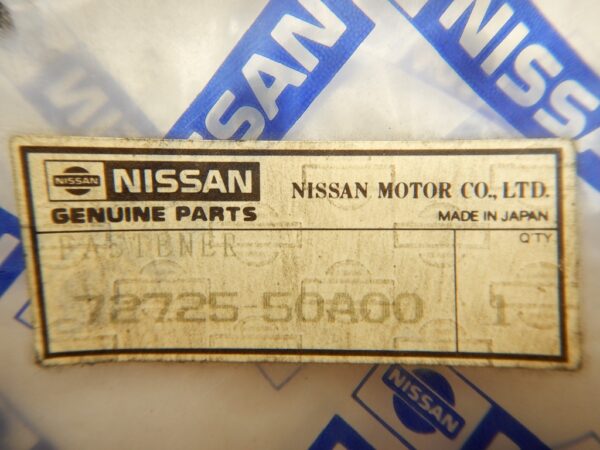 NISSAN
NISSAN
NISSAN
NISSAN NISSAN NISSAN MOTOR CO., LTD.
GENUINE PARTS MADE IN JAPAN
FASTENER Q'TY
72725-50A00 1
NISSAN